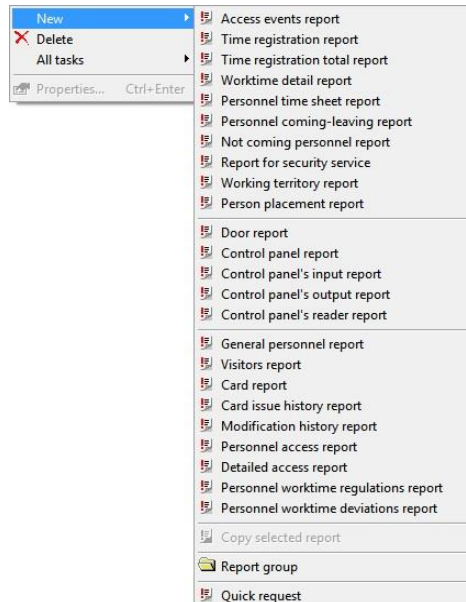 New
Delete
All tasks
Properties... Ctrl+Enter
Access events report
Time registration report
Time registration total report
Worktime detail report
Personnel time sheet report
Personnel coming-leaving report
Not coming personnel report
Report for security service
Working territory report
Person placement report
Door report
Control panel report
Control panel's input report
Control panel's output report
Control panel's reader report
General personnel report
Visitors report
Card report
Card issue history report
Modification history report
Personnel access report
Detailed access report
Personnel worktime regulations report
Personnel worktime deviations report
Copy selected report
Report group
Quick request